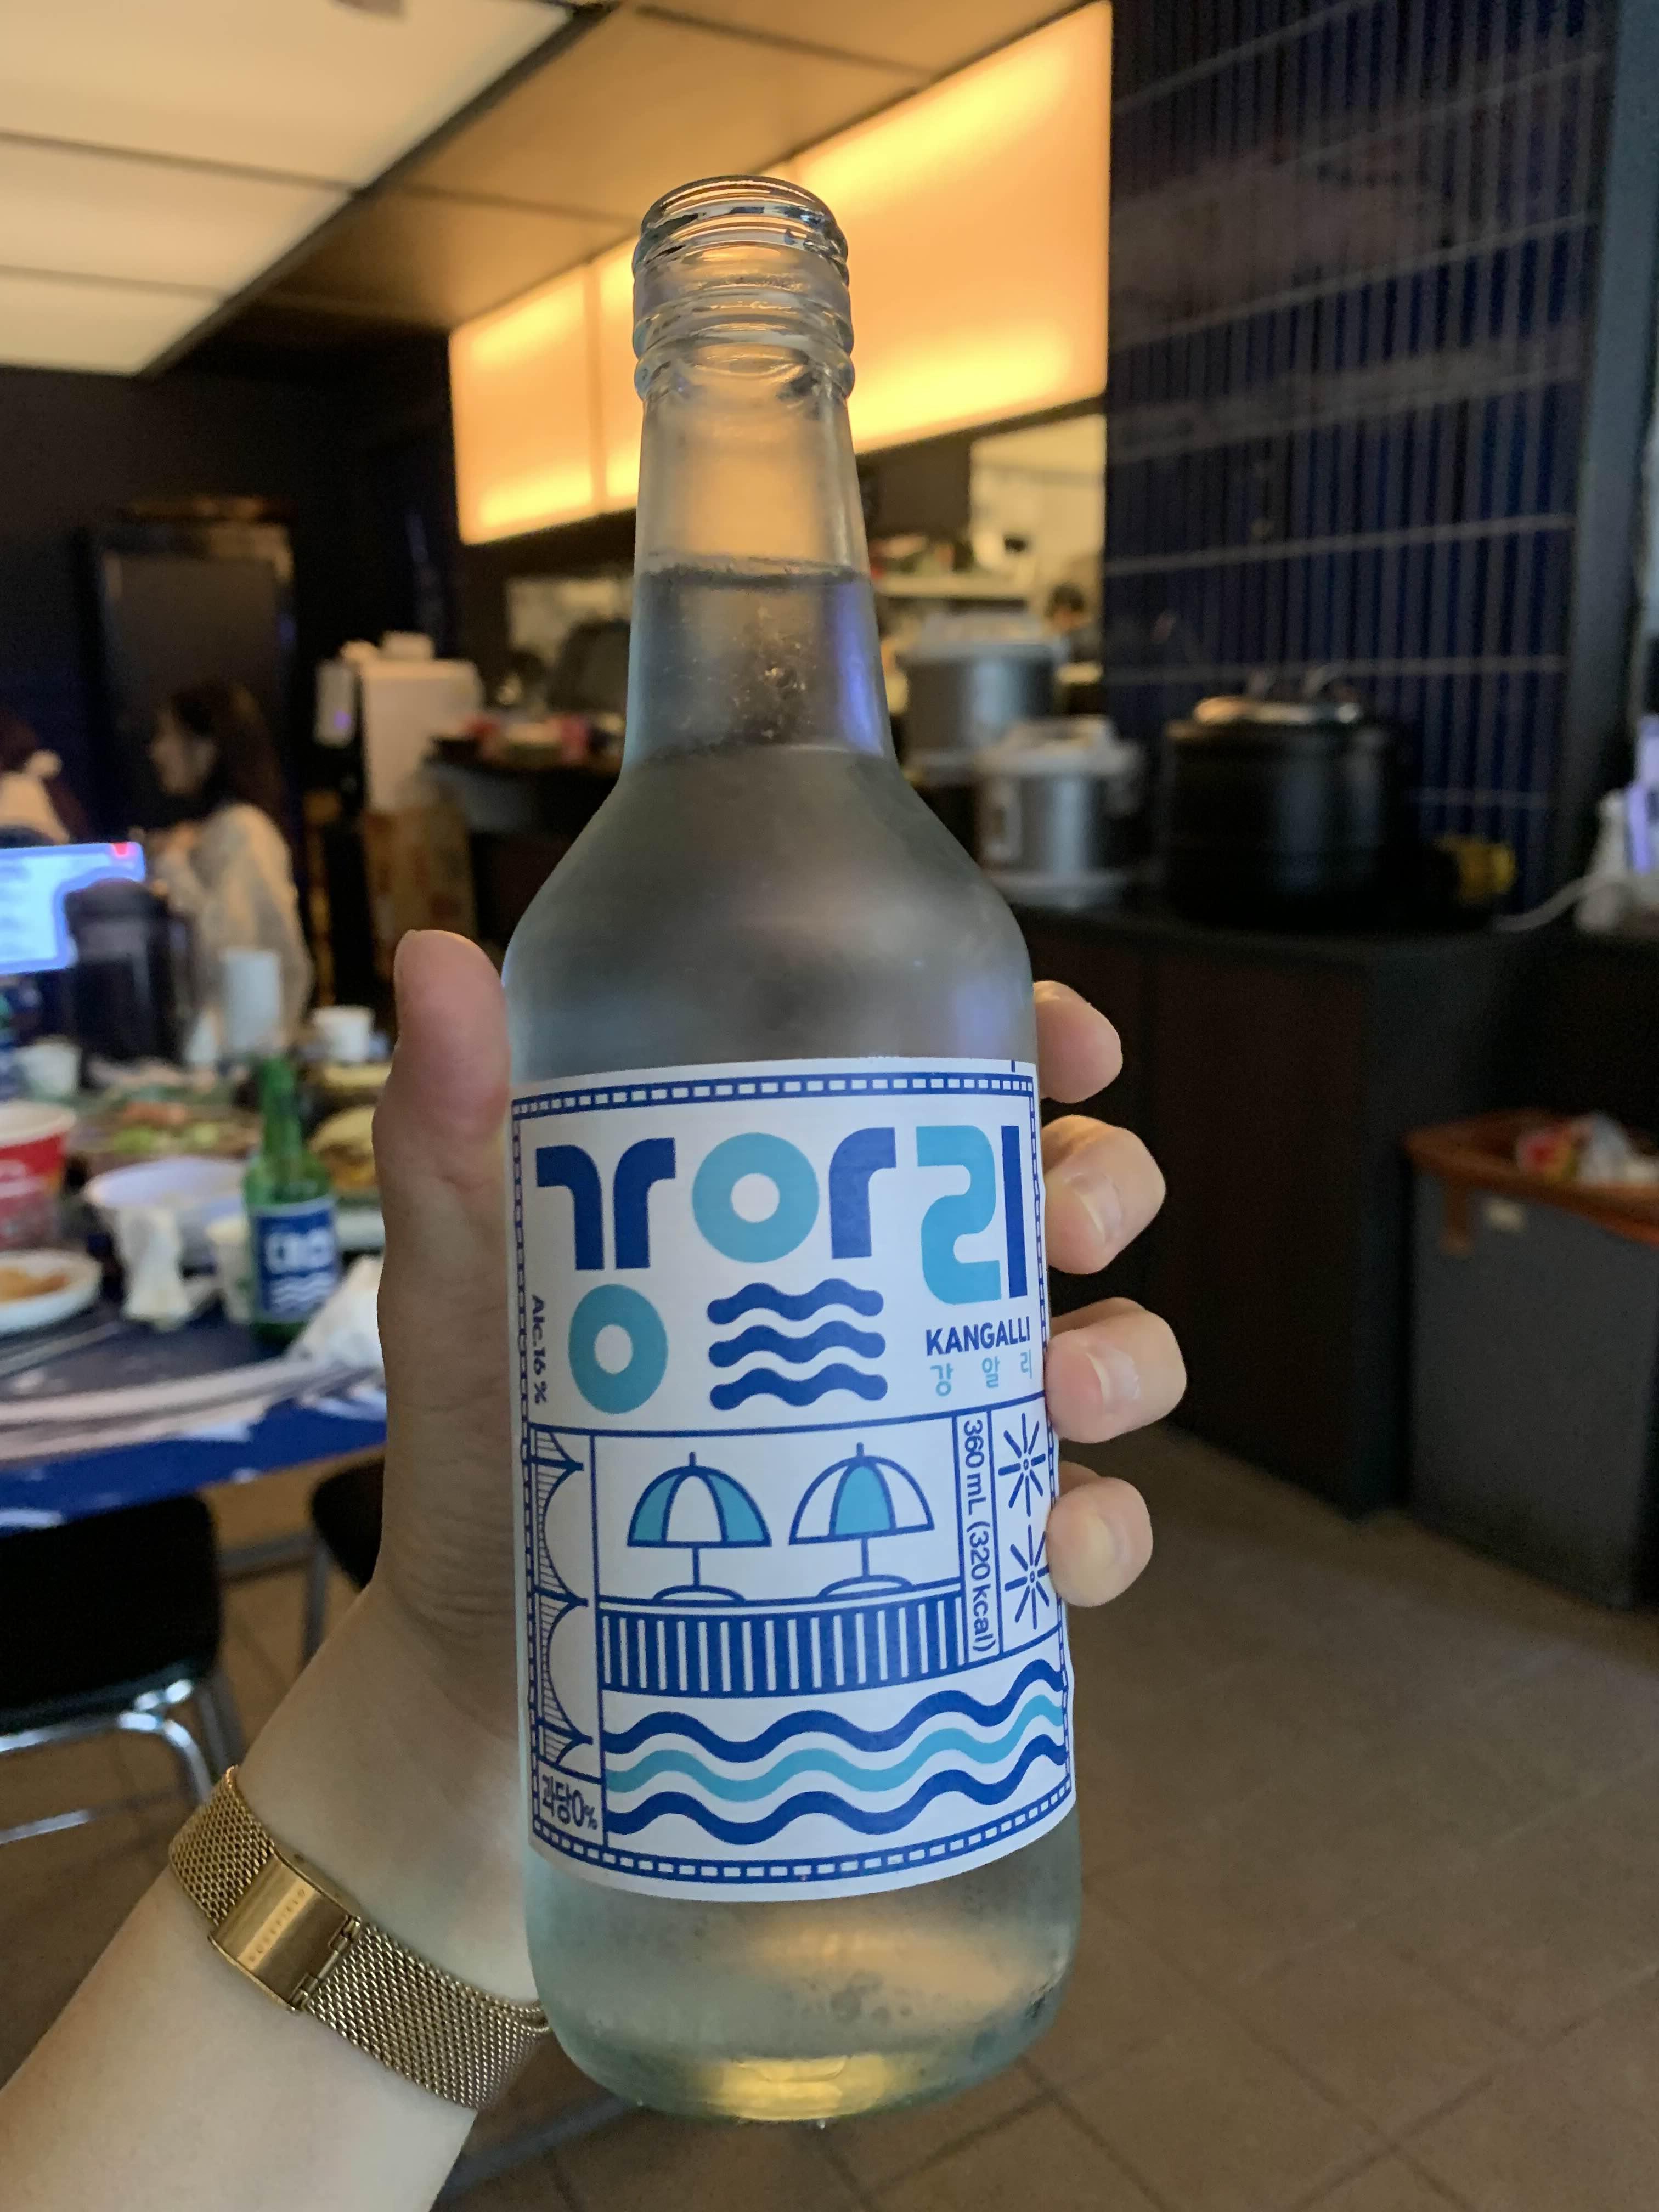 강알리
KANGALLI
강 알 리
Alc.16 %
360 mL (320 kcal)
과당0%